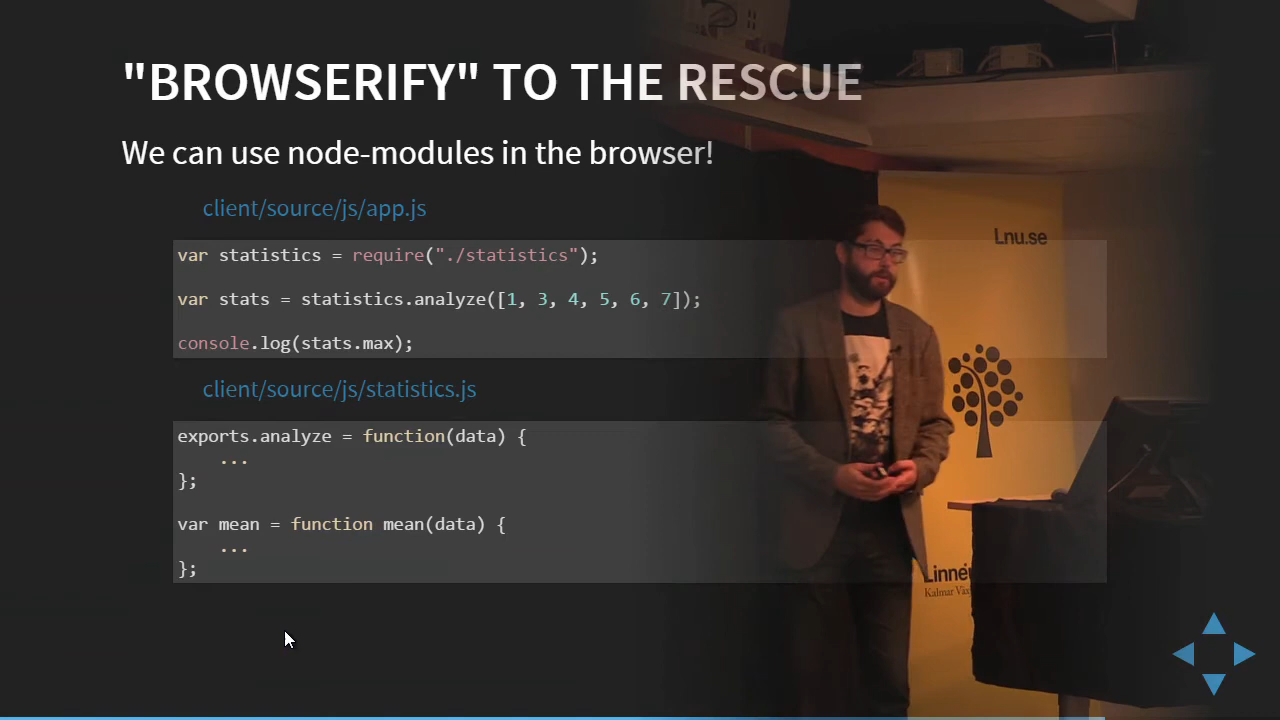 "BROWSERIFY" TO THE RESCUE
We can use node-modules in the browser!
client/source/js/app.js
var statistics = require("./statistics");
var stats = statistics.analyze([1, 3, 4, 5, 6, 7]);
console.log(stats.max);
client/source/js/statistics.js
exports.analyze = function(data) {
...
};
var mean = function mean(data) {
...
};
Lnu.se
Kalmar